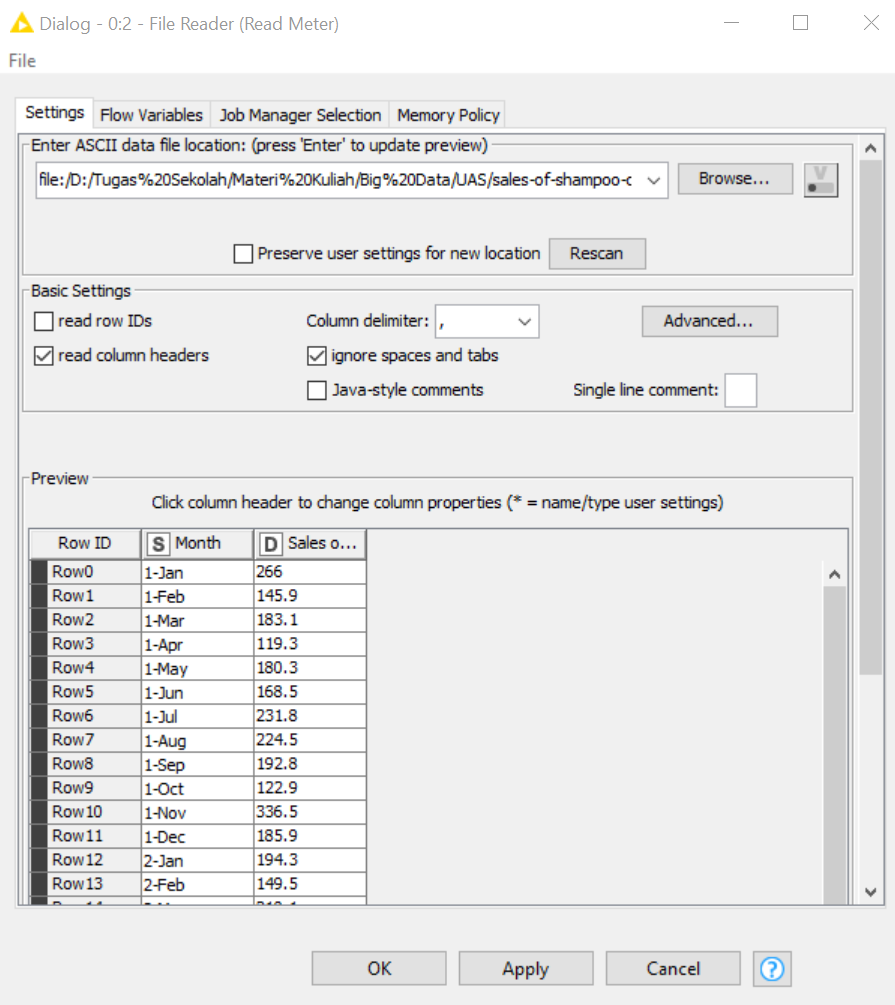 Dialog - 0:2 - File Reader (Read Meter)
File
Settings Flow Variables Job Manager Selection Memory Policy
Enter ASCII data file location: (press 'Enter' to update preview)
file:/D:/Tugas%20Sekolah/Materi%20Kuliah/Big%20Data/UAS/sales-of-shampoo- Browse... V
Preserve user settings for new location Rescan
Basic Settings
read row IDs Column delimiter: , Advanced...
read column headers ignore spaces and tabs
Java-style comments Single line comment:
Preview
Click column header to change column properties (* = name/type user settings)
Row ID S Month D Sales o...
Row0 1-Jan 266
Row1 1-Feb 145.9
Row2 1-Mar 183.1
Row3 1-Apr 119.3
Row4 1-May 180.3
Row5 1-Jun 168.5
Row6 1-Jul 231.8
Row7 1-Aug 224.5
Row8 1-Sep 192.8
Row9 1-Oct 122.9
Row10 1-Nov 336.5
Row11 1-Dec 185.9
Row12 2-Jan 194.3
Row13 2-Feb 149.5
OK Apply Cancel ?